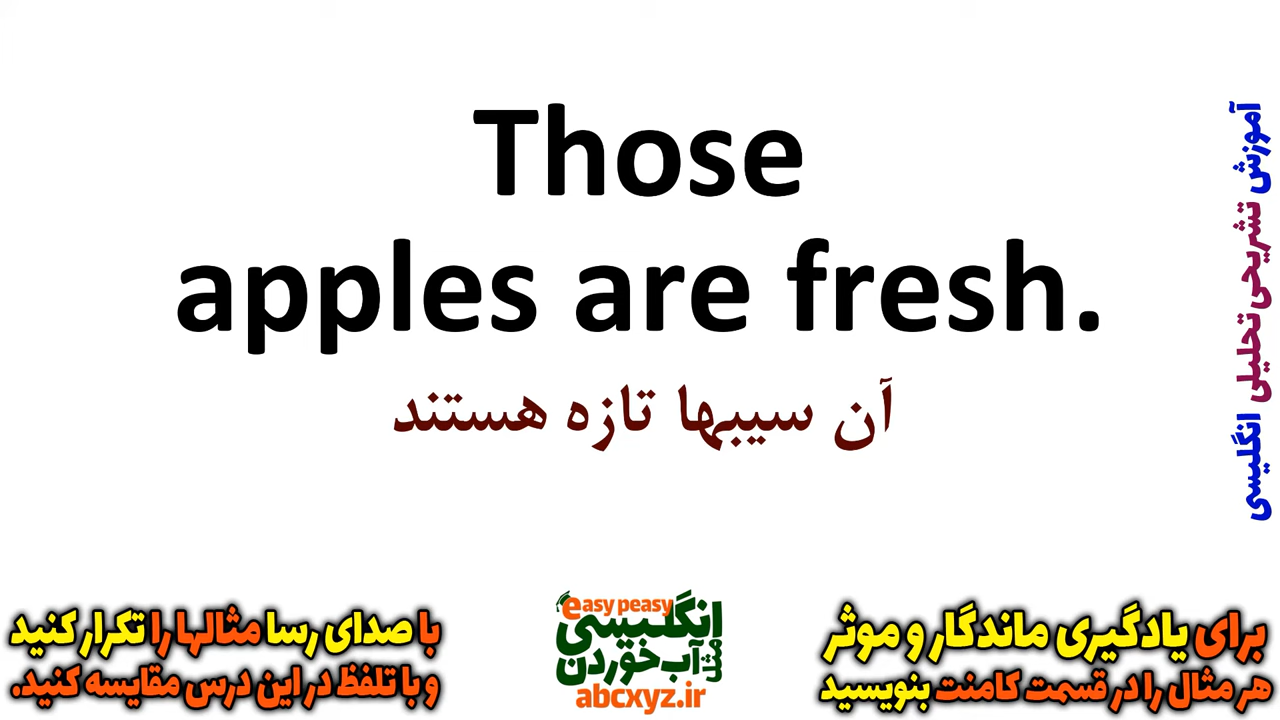 Those
apples are fresh.
آن سیبها تازه هستند
آموزش تشریحی تحلیلی انگلیسی
برای یادگیری ماندگار و موثر
هر مثال را در قسمت کامنت بنویسید
easy peasy
انگلیسی
مثل آب خوردن
abcxyz.ir
با صدای رسا مثالها را تکرار کنید
و با تلفظ در این درس مقایسه کنید.